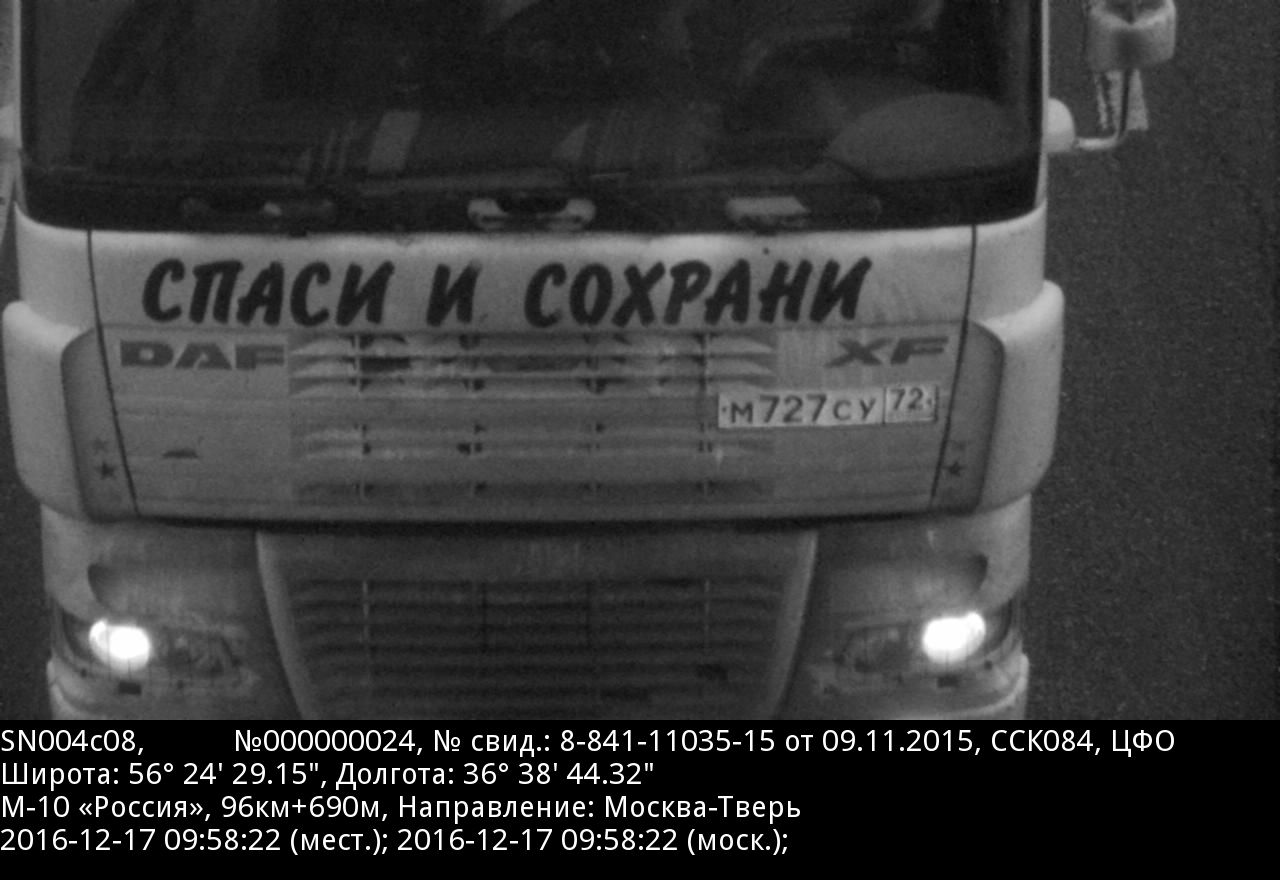 СПАСИ И СОХРАНИ
DAF XF
М727СУ 72
SN004c08, №000000024, № свид.: 8-841-11035-15 от 09.11.2015, ССК084, ЦФО
Широта: 56° 24' 29.15", Долгота: 36° 38' 44.32"
М-10 «Россия», 96км+690м, Направление: Москва-Тверь
2016-12-17 09:58:22 (мест.); 2016-12-17 09:58:22 (моск.);